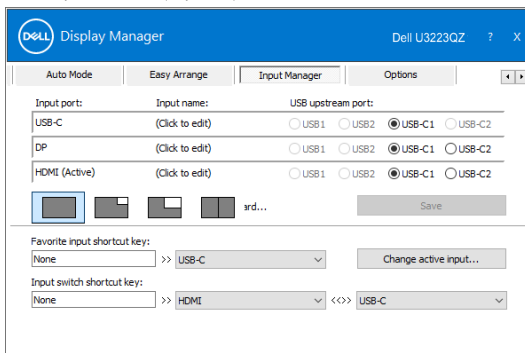 DELL Display Manager Dell U3223QZ ? X
Auto Mode Easy Arrange Input Manager Options
Input port: Input name: USB upstream port:
USB-C (Click to edit) USB1 USB2 USB-C1 USB-C2
DP (Click to edit) USB1 USB2 USB-C1 USB-C2
HDMI (Active) (Click to edit) USB1 USB2 USB-C1 USB-C2
ard... Save
Favorite input shortcut key:
None >> USB-C Change active input...
Input switch shortcut key:
None >> HDMI <<>> USB-C